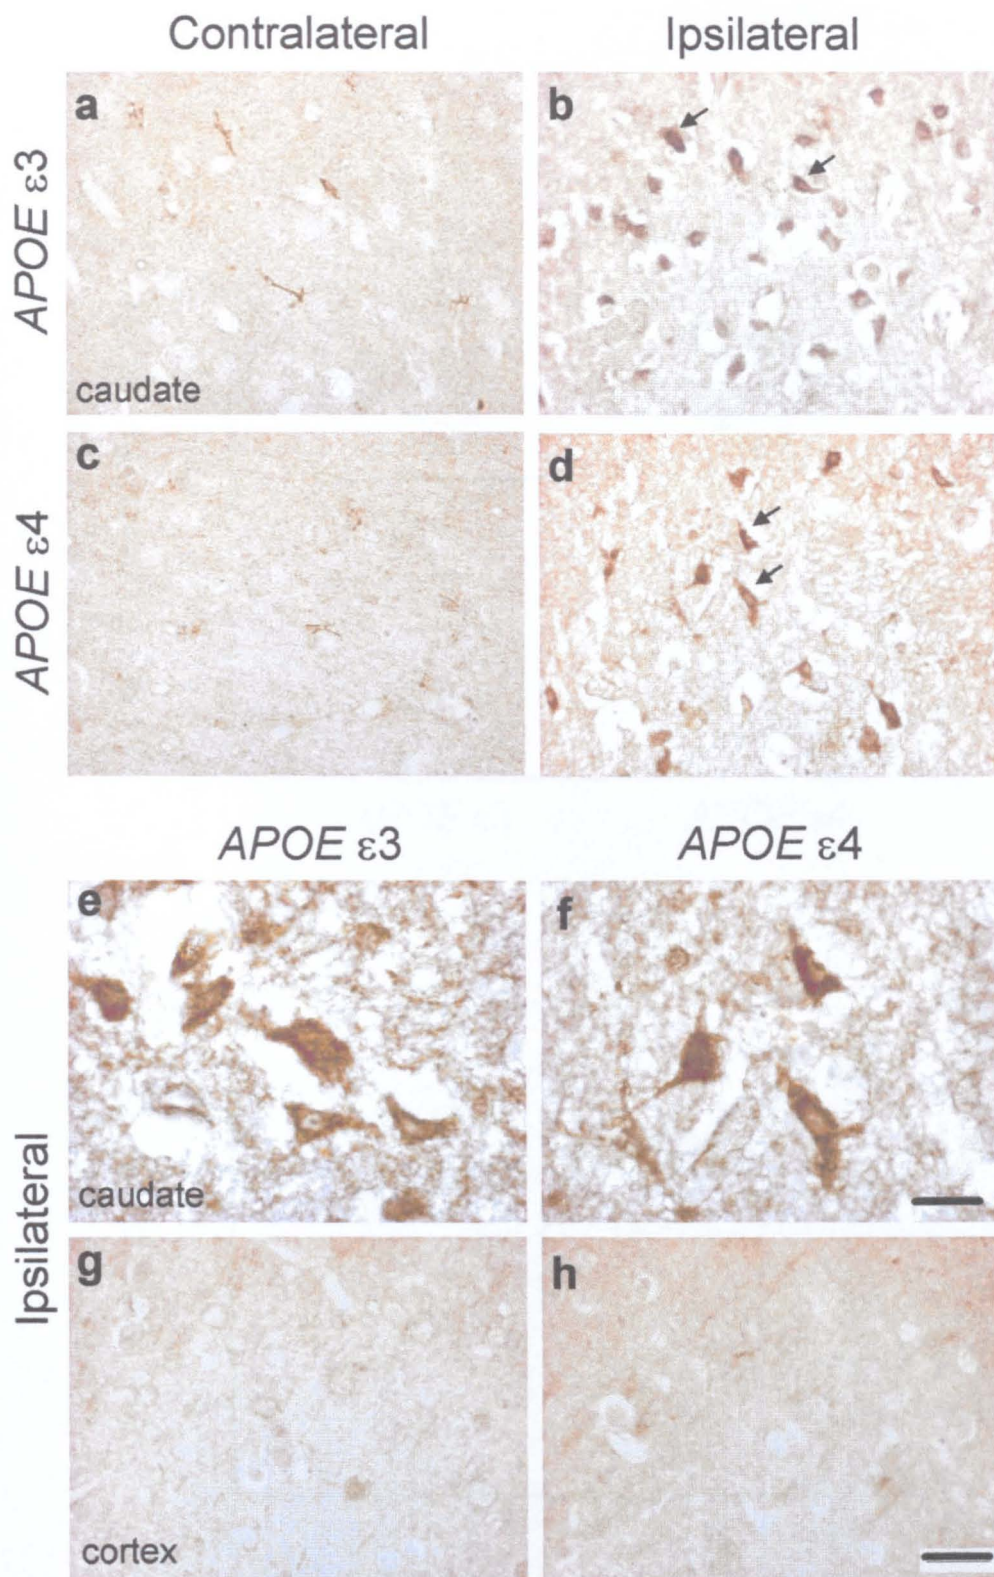 Contralateral Ipsilateral
APOE ε3
a
b
caudate
APOE ε4
c
d
APOE ε3 APOE ε4
Ipsilateral
e
f
caudate
g
h
cortex